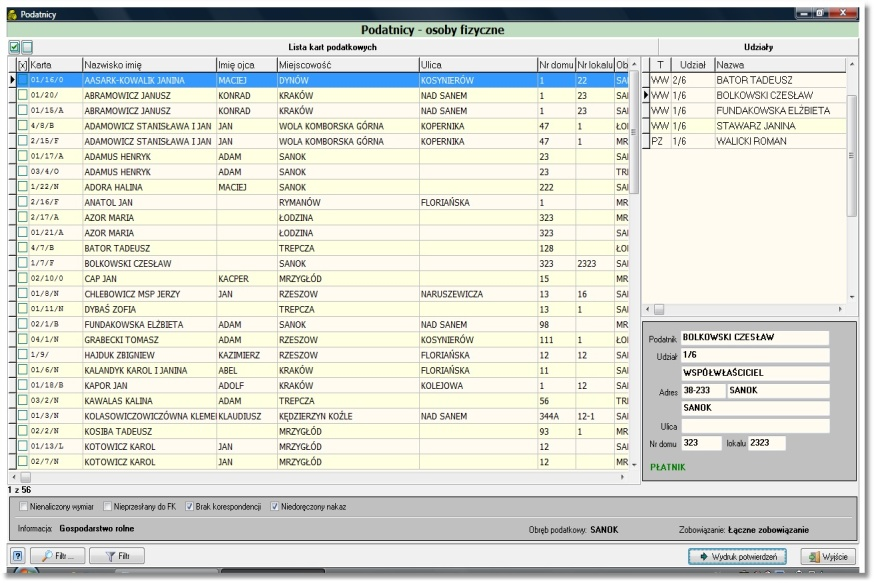 Podatnicy
Podatnicy - osoby fizyczne
Lista kart podatkowych Udziały
[x] Karta Nazwisko imię Imię ojca Miejscowość Ulica Nr domu Nr lokalu Ob
01/16/O AASARK-KOWALIK JANINA MACIEJ DYNÓW KOSYNIERÓW 1 22 SAI
01/20/ ABRAMOWICZ JANUSZ KONRAD KRAKÓW NAD SANEM 1 23 SAI
01/15/A ABRAMOWICZ JANUSZ KONRAD KRAKÓW NAD SANEM 1 23 SAI
4/8/B ADAMOWICZ STANISŁAWA I JAN JAN WOLA KOMBORSKA GÓRNA KOPERNIKA 47 1 ŁOI
2/15/F ADAMOWICZ STANISŁAWA I JAN JAN WOLA KOMBORSKA GÓRNA KOPERNIKA 47 1 MR
01/17/A ADAMUS HENRYK ADAM SANOK 23 SAI
03/4/O ADAMUS HENRYK ADAM SANOK 23 TRI
1/22/N ADORA HALINA MACIEJ SANOK 222 SAI
2/16/F ANATOL JAN RYMANÓW FLORIAŃSKA 1 MR
2/17/A AZOR MARIA ŁODZINA 323 MR
01/21/A AZOR MARIA ŁODZINA 323 SAI
4/7/B BATOR TADEUSZ TREPCZA 128 ŁOI
1/7/F BOLKOWSKI CZESŁAW SANOK 323 2323 SAI
02/10/O CAP JAN KACPER MRZYGŁÓD 15 MR
01/8/N CHLEBOWICZ MSP JERZY JAN RZESZOW NARUSZEWICZA 13 16 SAI
01/11/N DYBAŚ ZOFIA TREPCZA 13 1 SAI
02/1/B FUNDAKOWSKA ELŻBIETA ADAM SANOK NAD SANEM 98 MR
04/1/N GRABECKI TOMASZ ADAM RZESZOW KOSYNIERÓW 111 1 ŁOI
1/9/ HAJDUK ZBIGNIEW KAZIMIERZ RZESZOW FLORIAŃSKA 12 12 SAI
01/6/N KALANDYK KAROL I JANINA ABEL KRAKÓW FLORIAŃSKA 11 SAI
01/18/B KAPOR JAN ADOLF KRAKÓW KOLEJOWA 1 12 SAI
03/2/N KAWALAS KALINA ADAM TREPCZA 56 TRI
01/3/N KOLASOWICZOWICZÓWNA KLEMEI KLAUDIUSZ KĘDZIERZYN KOŹLE NAD SANEM 344A 12-1 SAI
02/2/N KOSIBA TADEUSZ MRZYGŁÓD 93 1 MR
01/13/L KOTOWICZ KAROL JAN MRZYGŁÓD 12 SAI
02/7/N KOTOWICZ KAROL JAN MRZYGŁÓD 12 MR
1 z 56
T Udział Nazwa
WW 2/6 BATOR TADEUSZ
WW 1/6 BOLKOWSKI CZESŁAW
WW 1/6 FUNDAKOWSKA ELŻBIETA
WW 1/6 STAWARZ JANINA
PZ 1/6 WALICKI ROMAN
Podatnik BOLKOWSKI CZESŁAW
Udział 1/6
WSPÓŁWŁAŚCICIEL
Adres 38-233 SANOK
SANOK
Ulica
Nr domu 323 lokalu 2323
PŁATNIK
Nienaliczony wymiar Nieprzesłany do FK Brak korespondencji Niedoręczony nakaz
Informacja: Gospodarstwo rolne Obręb podatkowy: SANOK Zobowiązanie: Łączne zobowiązanie
? Filtr... Filtr Wydruk potwierdzeń Wyjście